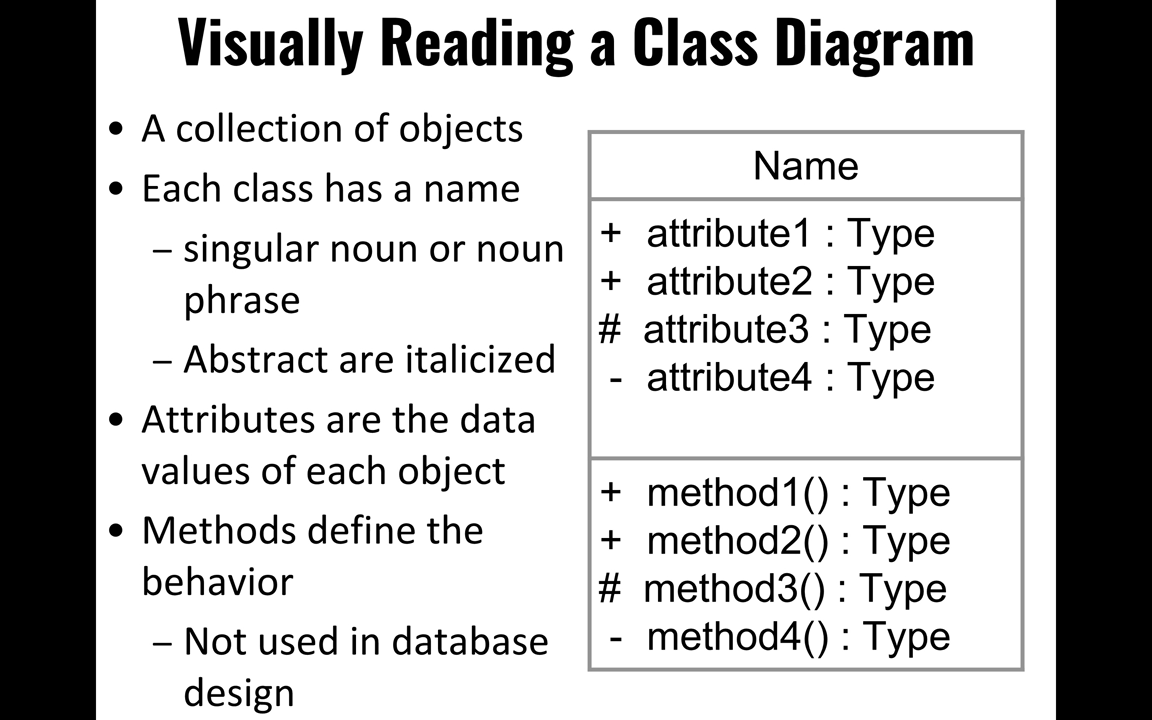 Visually Reading a Class Diagram
• A collection of objects
• Each class has a name
– singular noun or noun
phrase
– Abstract are italicized
• Attributes are the data
values of each object
• Methods define the
behavior
– Not used in database
design
Name
+ attribute1 : Type
+ attribute2 : Type
# attribute3 : Type
- attribute4 : Type
+ method1() : Type
+ method2() : Type
# method3() : Type
- method4() : Type